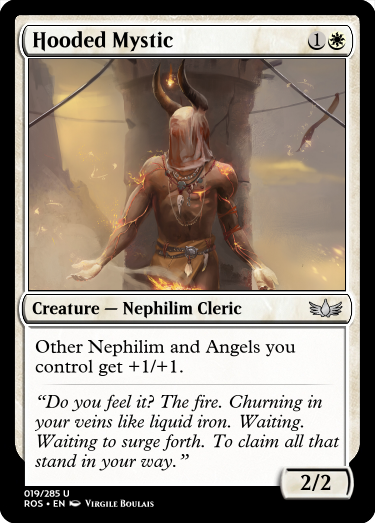 Hooded Mystic 1
Creature — Nephilim Cleric
Other Nephilim and Angels you
control get +1/+1.
“Do you feel it? The fire. Churning in
your veins like liquid iron. Waiting.
Waiting to surge forth. To claim all that
stand in your way.”
2/2
019/285 U
ROS • EN Virgile Boulais